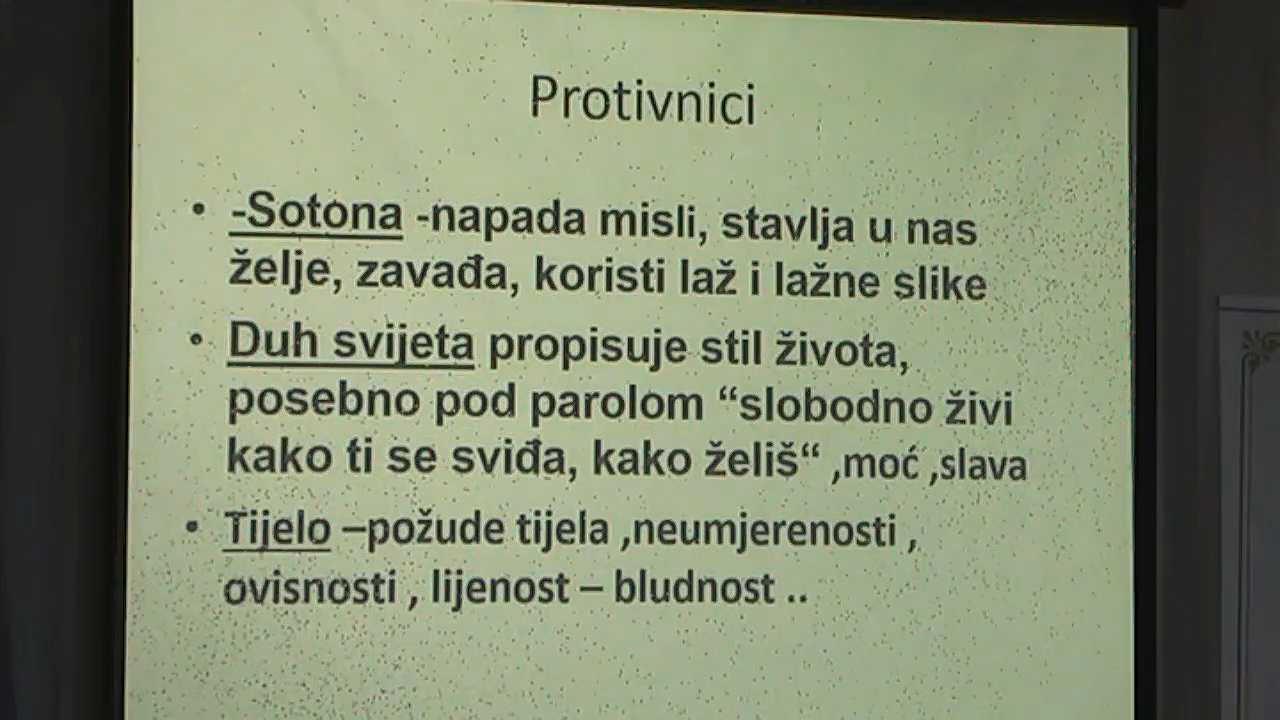 Protivnici
• -Sotona -napada misli, stavlja u nas
želje, zavađa, koristi laž i lažne slike
• Duh svijeta propisuje stil života,
posebno pod parolom “slobodno živi
kako ti se sviđa, kako želiš“ ,moć ,slava
• Tijelo –požude tijela ,neumjerenosti ,
ovisnosti , lijenost – bludnost ..